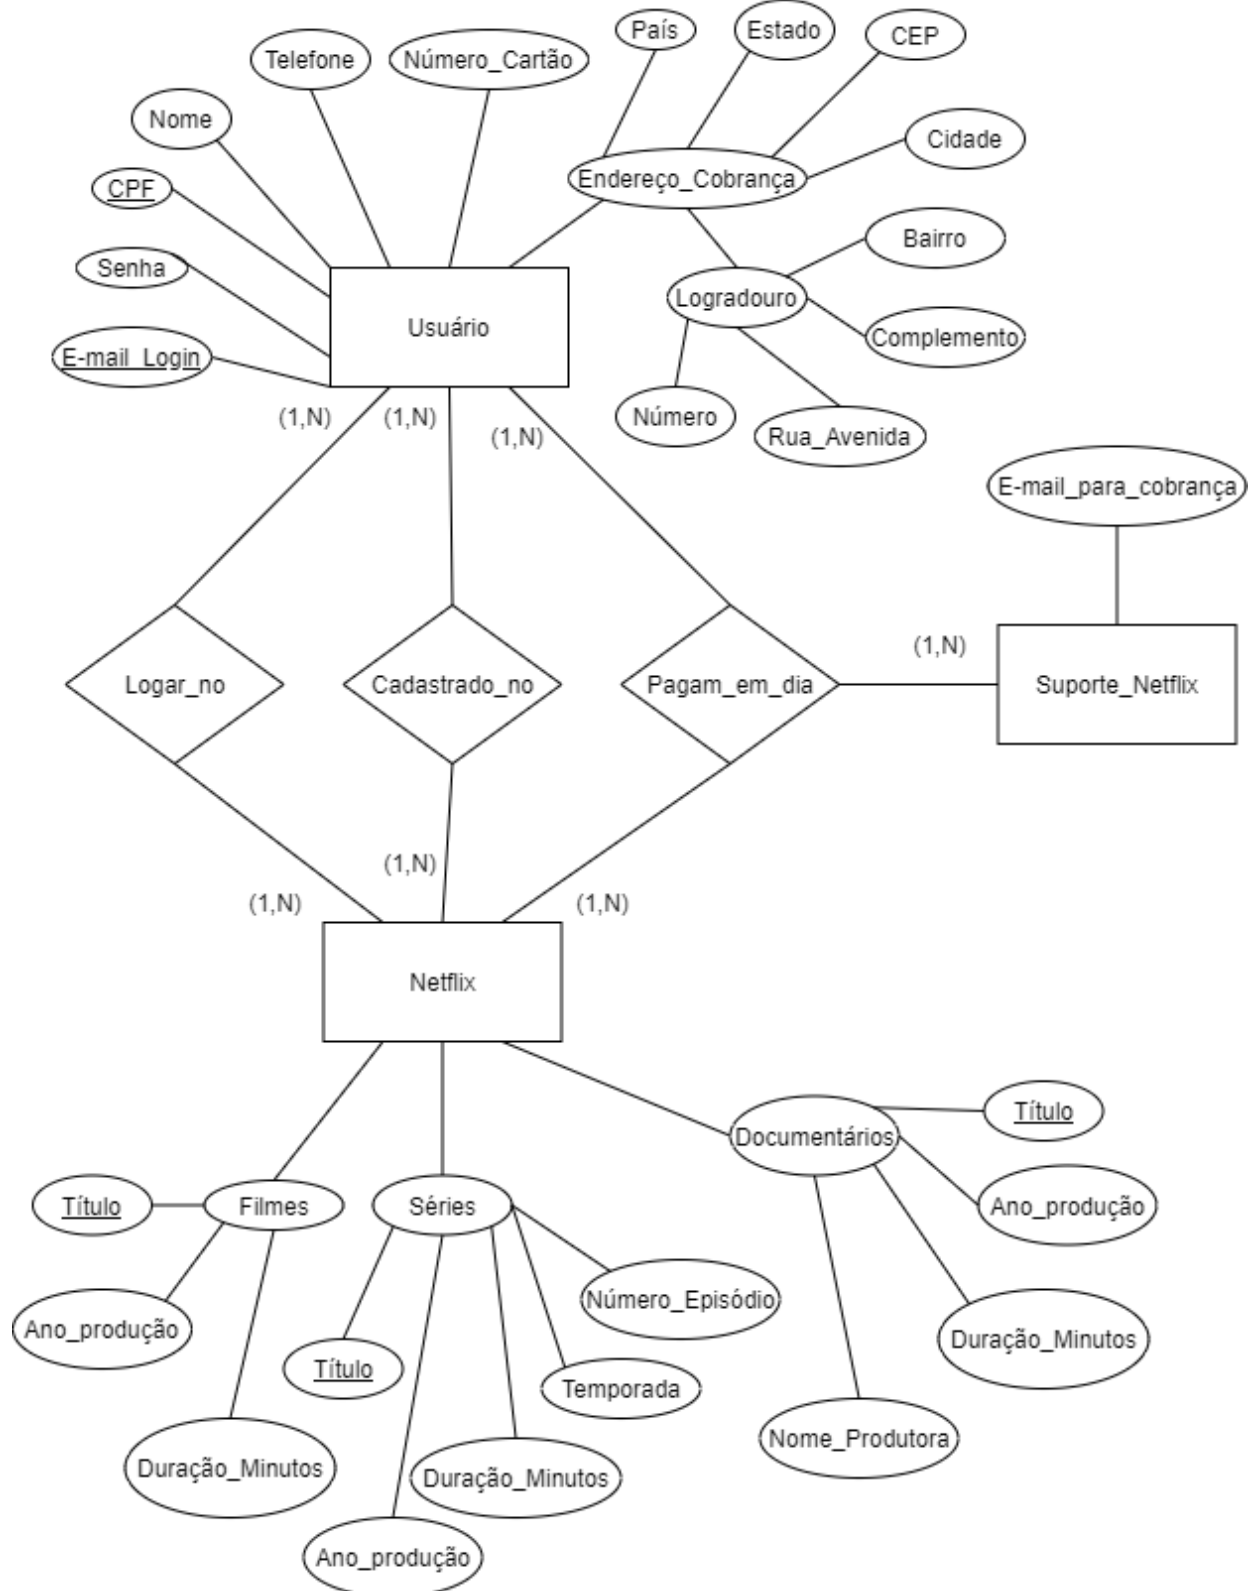 País
Estado
CEP
Telefone
Número_Cartão
Nome
Cidade
CPF
Endereço_Cobrança
Bairro
Senha
Logradouro
Usuário
Complemento
E-mail_Login
(1,N)
(1,N)
(1,N)
Número
Rua_Avenida
E-mail_para_cobrança
(1,N)
Logar_no
Cadastrado_no
Pagam_em_dia
Suporte_Netflix
(1,N)
(1,N)
(1,N)
Netflix
Título
Documentários
Título
Filmes
Séries
Ano_produção
Número_Episódio
Ano_produção
Duração_Minutos
Título
Temporada
Nome_Produtora
Duração_Minutos
Duração_Minutos
Ano_produção